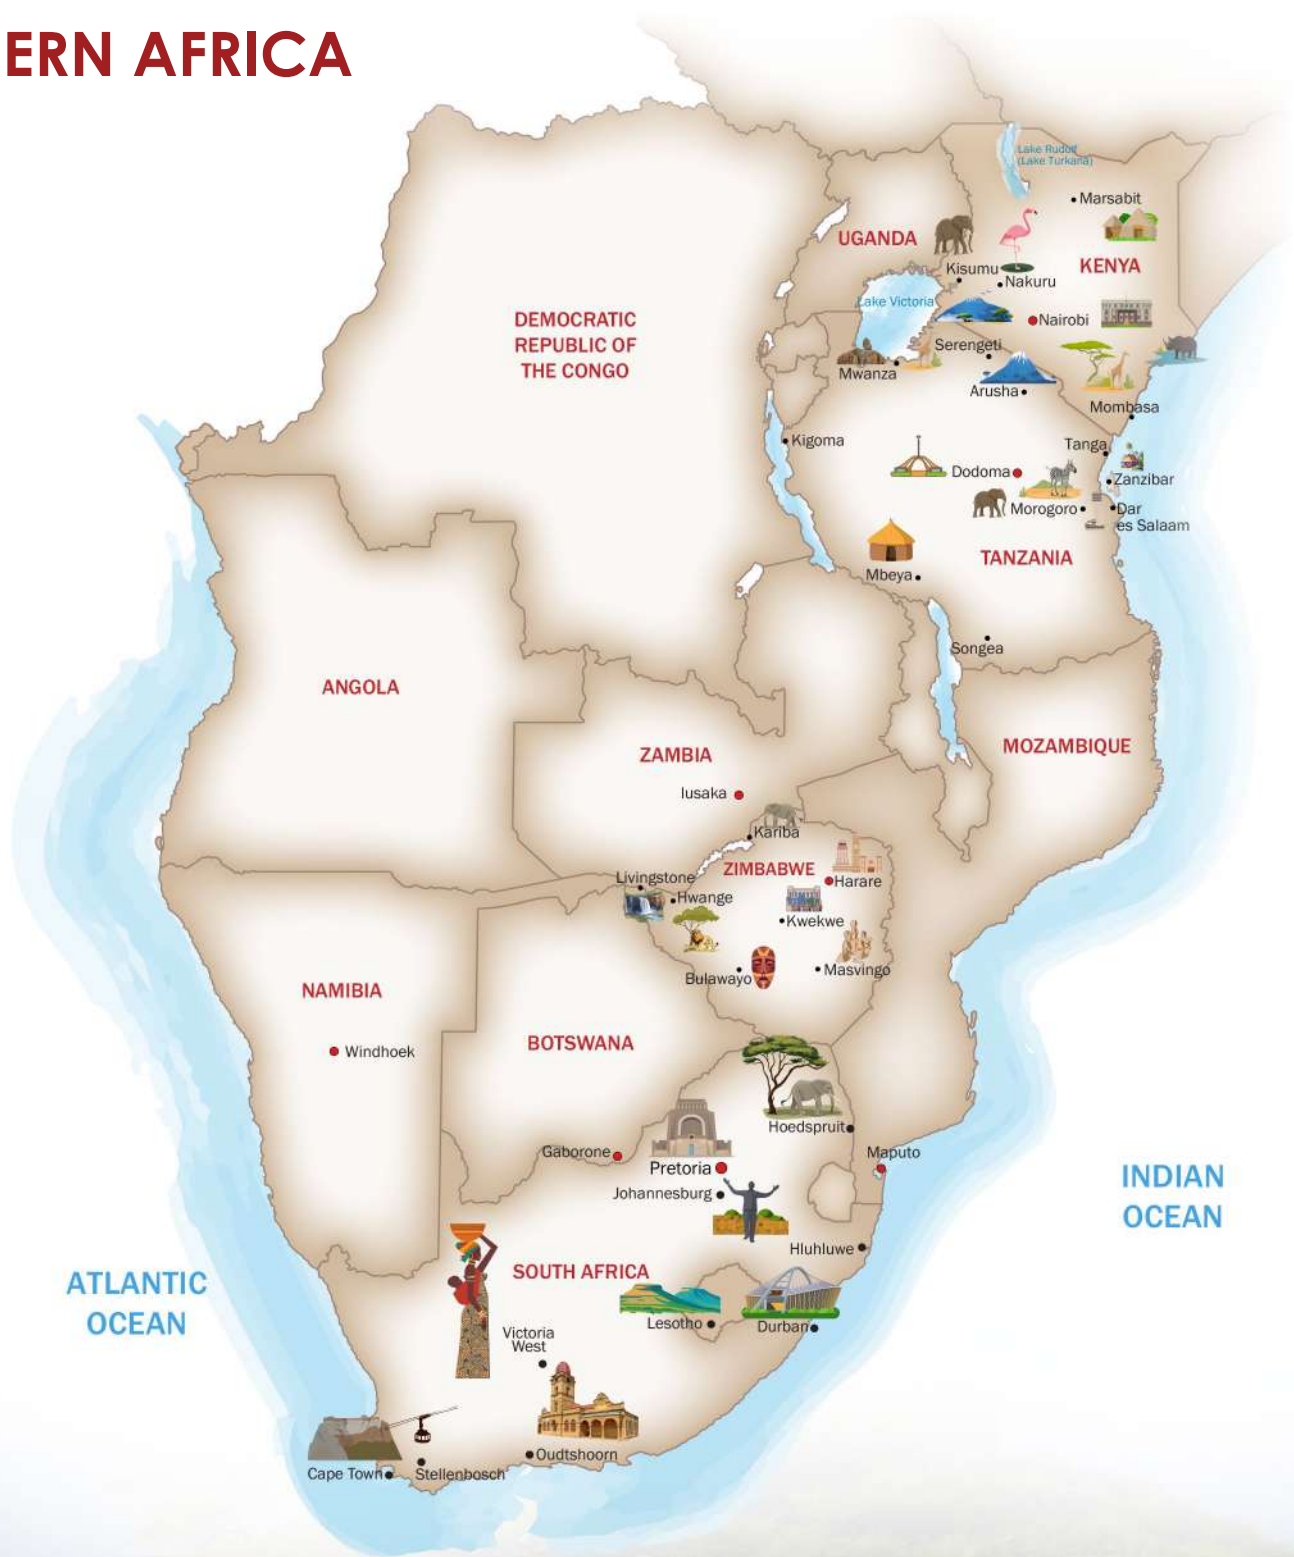 ERN AFRICA
Lake Rudolf
(Lake Turkana)
Marsabit
UGANDA
KENYA
Kisumu
Nakuru
Lake Victoria
DEMOCRATIC
REPUBLIC OF
THE CONGO
Nairobi
Serengeti
Mwanza
Arusha
Mombasa
Kigoma
Tanga
Dodoma
Zanzibar
Morogoro
Dar
es Salaam
TANZANIA
Mbeya
Songea
ANGOLA
ZAMBIA
MOZAMBIQUE
lusaka
Kariba
ZIMBABWE
Livingstone
Harare
Hwange
Kwekwe
Bulawayo
Masvingo
NAMIBIA
BOTSWANA
Windhoek
Hoedspruit
Gaborone
Maputo
Pretoria
Johannesburg
INDIAN
OCEAN
Hluhluwe
SOUTH AFRICA
ATLANTIC
OCEAN
Lesotho
Durban
Victoria
West
Oudtshoorn
Cape Town
Stellenbosch